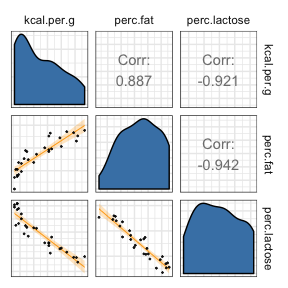 kcal.per.g perc.fat perc.lactose
Corr:
0.887
Corr:
-0.921
kcal.per.g
Corr:
-0.942
perc.fat
perc.lactose